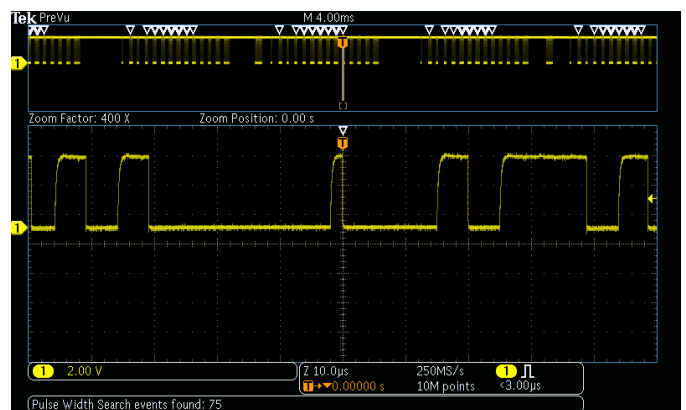 Tek PreVu M 4.00ms
T
1
Zoom Factor: 400 X Zoom Position: 0.00 s
T
1
1 2.00 V Z 10.0µs 250MS/s 1
T→▼0.00000 s 10M points <3.00µs
Pulse Width Search events found: 75